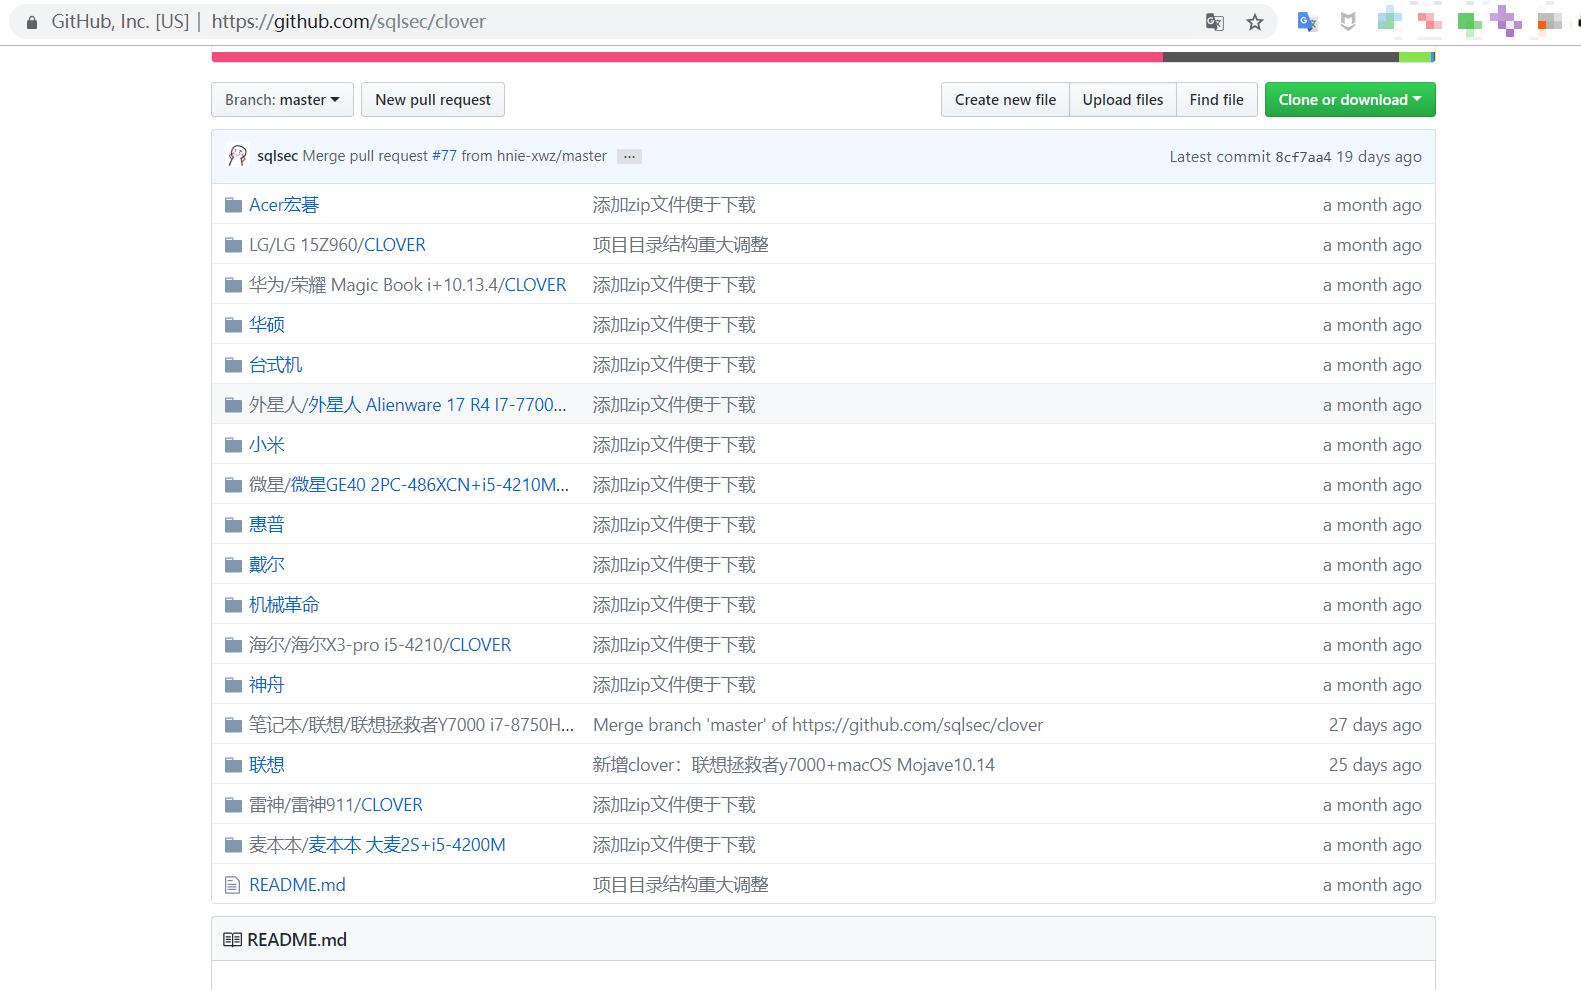 GitHub, Inc. [US] | https://github.com/sqlsec/clover
Branch: master New pull request Create new file Upload files Find file Clone or download
sqlsec Merge pull request #77 from hnie-xwz/master ... Latest commit 8cf7aa4 19 days ago
Acer宏碁 添加zip文件便于下载 a month ago
LG/LG 15Z960/CLOVER 项目目录结构重大调整 a month ago
华为/荣耀 Magic Book i+10.13.4/CLOVER 添加zip文件便于下载 a month ago
华硕 添加zip文件便于下载 a month ago
台式机 添加zip文件便于下载 a month ago
外星人/外星人 Alienware 17 R4 I7-7700... 添加zip文件便于下载 a month ago
小米 添加zip文件便于下载 a month ago
微星/微星GE40 2PC-486XCN+i5-4210M... 添加zip文件便于下载 a month ago
惠普 添加zip文件便于下载 a month ago
戴尔 添加zip文件便于下载 a month ago
机械革命 添加zip文件便于下载 a month ago
海尔/海尔X3-pro i5-4210/CLOVER 添加zip文件便于下载 a month ago
神舟 添加zip文件便于下载 a month ago
笔记本/联想/联想拯救者Y7000 i7-8750H... Merge branch 'master' of https://github.com/sqlsec/clover 27 days ago
联想 新增clover：联想拯救者y7000+macOS Mojave10.14 25 days ago
雷神/雷神911/CLOVER 添加zip文件便于下载 a month ago
麦本本/麦本本 大麦2S+i5-4200M 添加zip文件便于下载 a month ago
README.md 项目目录结构重大调整 a month ago
README.md